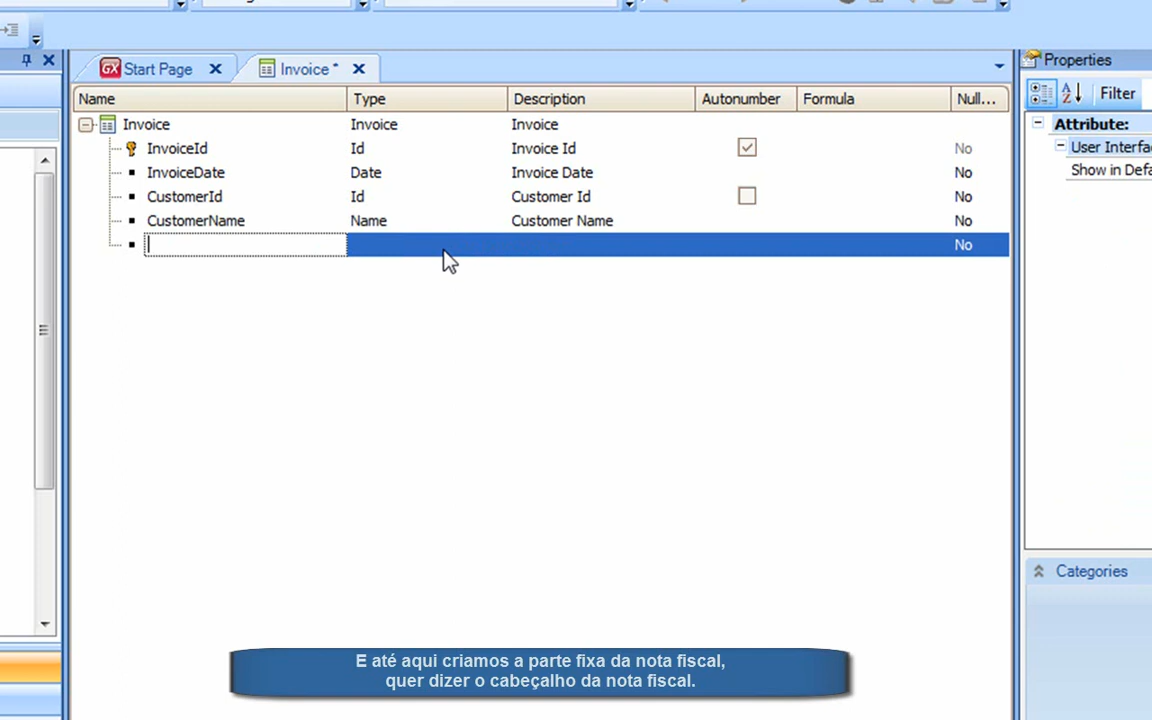 GX Start Page
Invoice *
Properties
Name Type Description Autonumber Formula Null...
Filter
Invoice Invoice Invoice
Attribute:
InvoiceId Id Invoice Id No
User Interfa
InvoiceDate Date Invoice Date No
Show in Defa
CustomerId Id Customer Id No
CustomerName Name Customer Name No
No
Categories
E até aqui criamos a parte fixa da nota fiscal,
quer dizer o cabeçalho da nota fiscal.